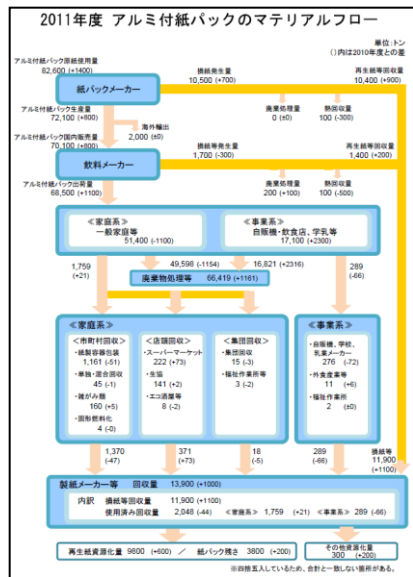 2011年度 アルミ付紙パックのマテリアルフロー
単位：トン
()内は2010年度との差
アルミ付紙パック原紙使用量
82,600 (+1400)
損紙発生量
10,500 (+700)
再生紙等回収量
10,400 (+900)
紙パックメーカー
アルミ付紙パック生産量
72,100 (+800)
海外輸出
2,000 (±0)
廃棄処理量
0 (±0)
熱回収量
100 (-300)
アルミ付紙パック国内販売量
70,100 (+800)
損紙等発生量
1,700 (-300)
再生紙等回収量
1,400 (+200)
飲料メーカー
アルミ付紙パック出荷量
68,500 (+1100)
廃棄処理量
200 (+100)
熱回収量
100 (-500)
≪家庭系≫
一般家庭等
51,400 (-1100)
≪事業系≫
自販機・飲食店、学乳等
17,100 (+2300)
1,759
(+21)
49,598 (-1154)
16,821 (+2316)
289
(-66)
廃棄物処理等 66,419 (+1161)
≪家庭系≫
≪市町村回収≫
・紙製容器包装
1,161 (-51)
・単独・混合回収
45 (-1)
・雑がみ類
160 (+5)
・固形燃料化
4 (-0)
≪店頭回収≫
・スーパーマーケット
222 (+73)
・生協
141 (+2)
・エコ酒屋等
8 (-2)
≪集団回収≫
・集団回収
15 (-3)
・福祉作業所等
3 (-2)
≪事業系≫
・自販機、学校、
乳業メーカー
276 (-72)
・外食産業等
11 (+6)
・福祉作業所
2 (±0)
1,370
(-47)
371
(+73)
18
(-5)
289
(-66)
損紙等
11,900
(+1100)
製紙メーカー等 回収量 13,900 (+1000)
内訳 損紙等回収量 11,900 (+1100)
使用済み回収量 2,048 (-44) ≪家庭系≫ 1,759 (+21) ≪事業系≫ 289 (-66)
再生紙資源化量 9800 (+600) ／ 紙パック残さ 3800 (+200)
その他資源化量
300 (+200)
※四捨五入しているため、合計と一致しない箇所がある。